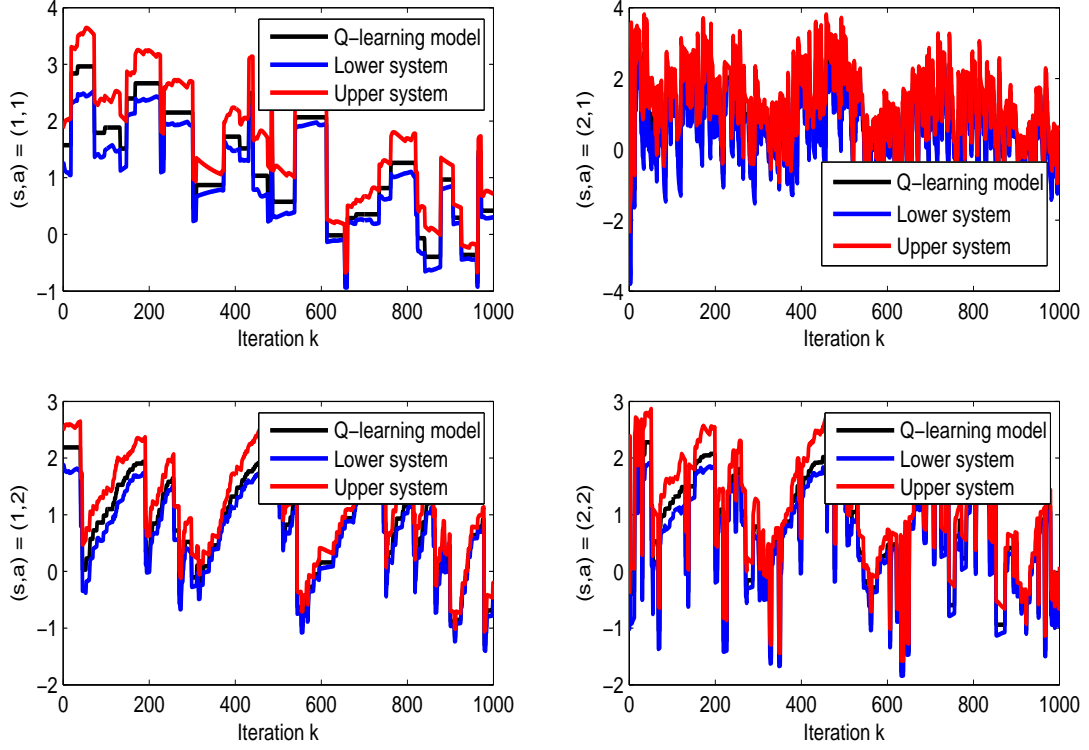 4
3
2
1
0
−1
0
200
400
600
800
1000
Iteration k
(s,a) = (1,1)
Q−learning model
Lower system
Upper system
4
2
0
−2
−4
0
200
400
600
800
1000
Iteration k
(s,a) = (2,1)
Q−learning model
Lower system
Upper system
3
2
1
0
−1
−2
0
200
400
600
800
1000
Iteration k
(s,a) = (1,2)
Q−learning model
Lower system
Upper system
3
2
1
0
−1
−2
0
200
400
600
800
1000
Iteration k
(s,a) = (2,2)
Q−learning model
Lower system
Upper system